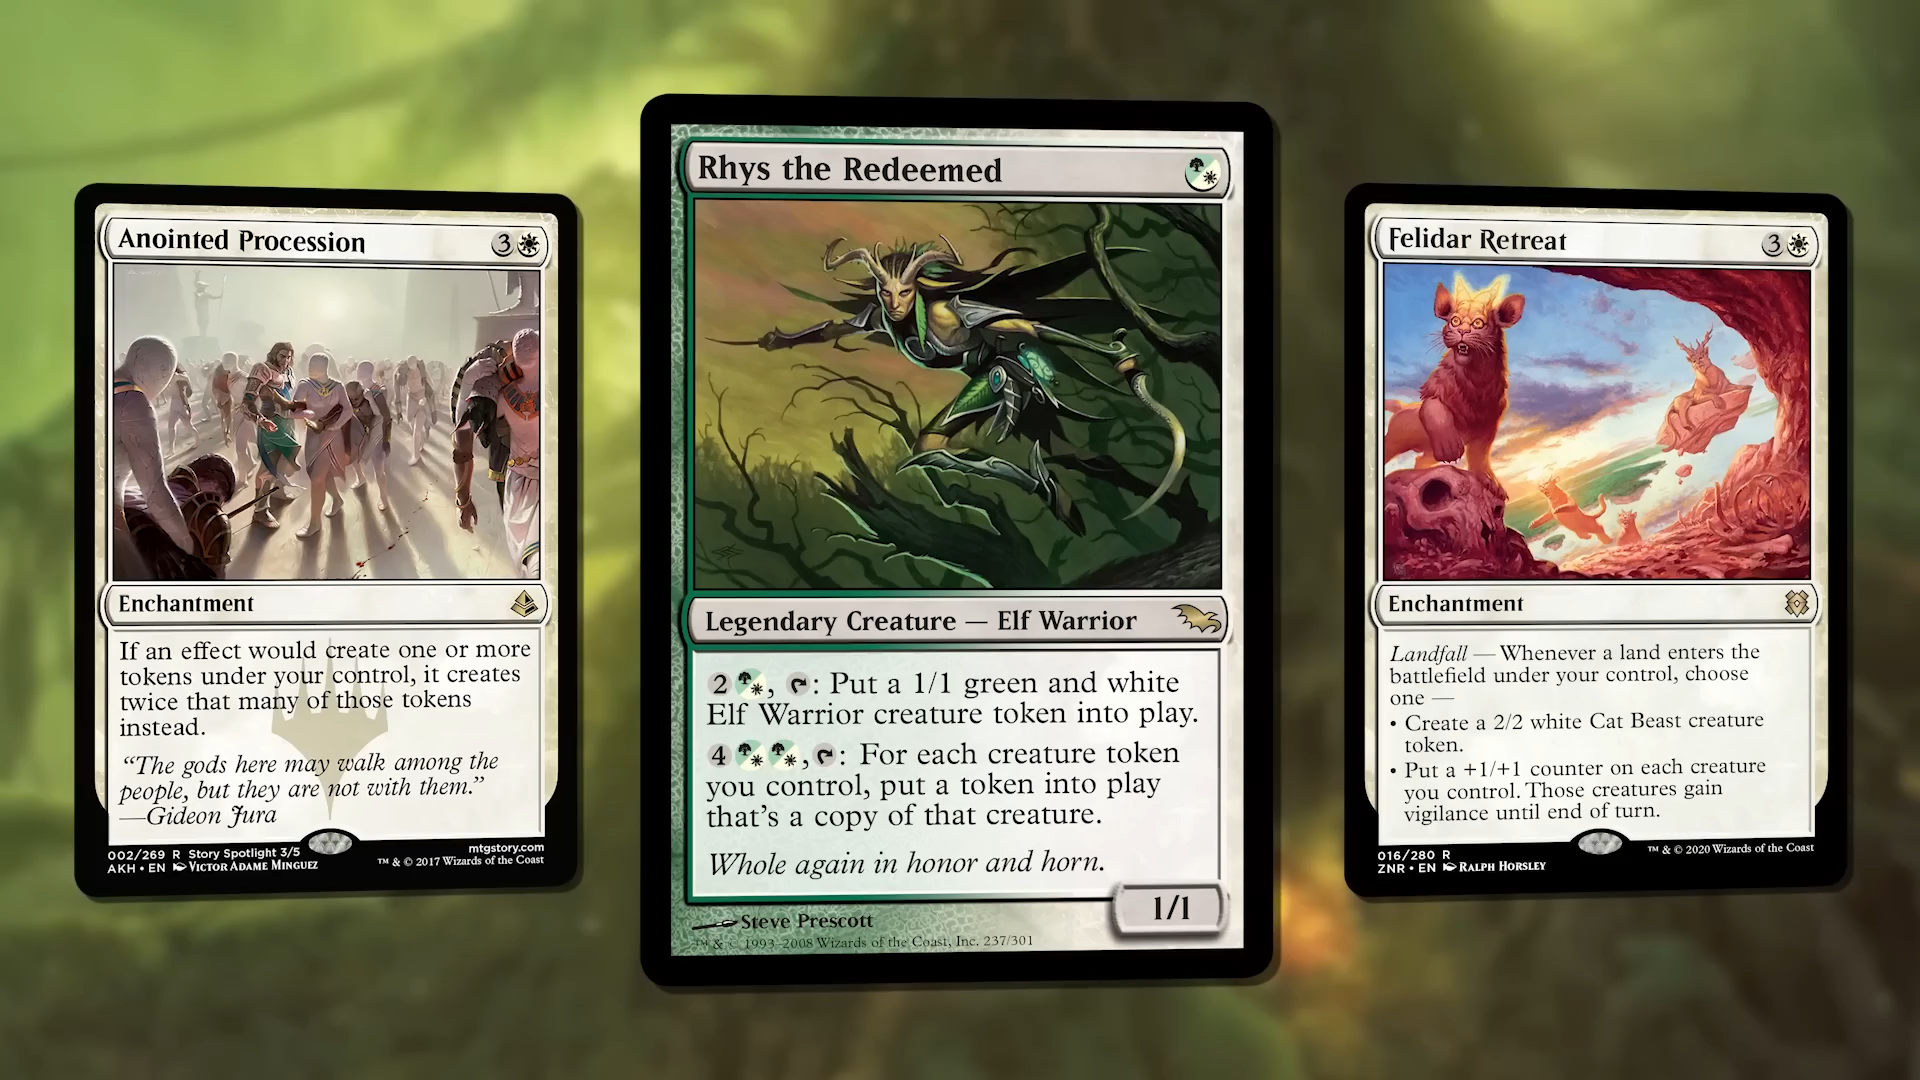 Anointed Procession
3
Enchantment
If an effect would create one or more
tokens under your control, it creates
twice that many of those tokens
instead.
“The gods here may walk among the
people, but they are not with them.”
—Gideon Jura
002/269 R Story Spotlight 3/5
AKH • EN Victor Adame Minguez
mtgstory.com
™ & © 2017 Wizards of the Coast
Rhys the Redeemed
Legendary Creature — Elf Warrior
2 , : Put a 1/1 green and white
Elf Warrior creature token into play.
4 , : For each creature token
you control, put a token into play
that's a copy of that creature.
Whole again in honor and horn.
1/1
Steve Prescott
™ & © 1993–2008 Wizards of the Coast, Inc. 237/301
Felidar Retreat
3
Enchantment
Landfall — Whenever a land enters the
battlefield under your control, choose
one —
• Create a 2/2 white Cat Beast creature
token.
• Put a +1/+1 counter on each creature
you control. Those creatures gain
vigilance until end of turn.
016/280 R
ZNR • EN Ralph Horsley
™ & © 2020 Wizards of the Coast